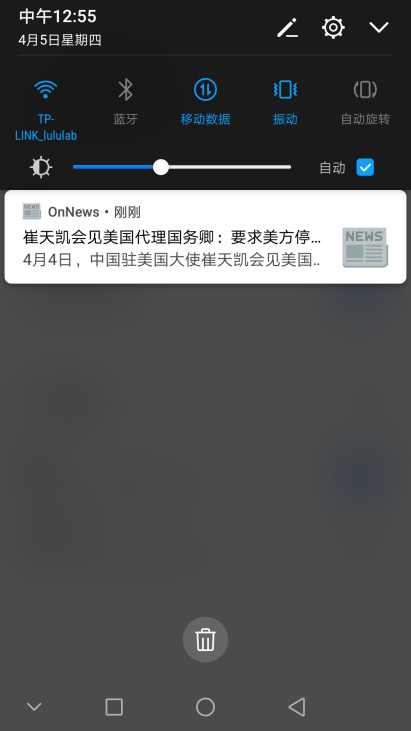 中午12:55
4月5日星期四
TP-
LINK_lululab
蓝牙
移动数据
振动
自动旋转
自动
OnNews • 刚刚
崔天凯会见美国代理国务卿：要求美方停...
4月4日，中国驻美国大使崔天凯会见美国..
NEWS